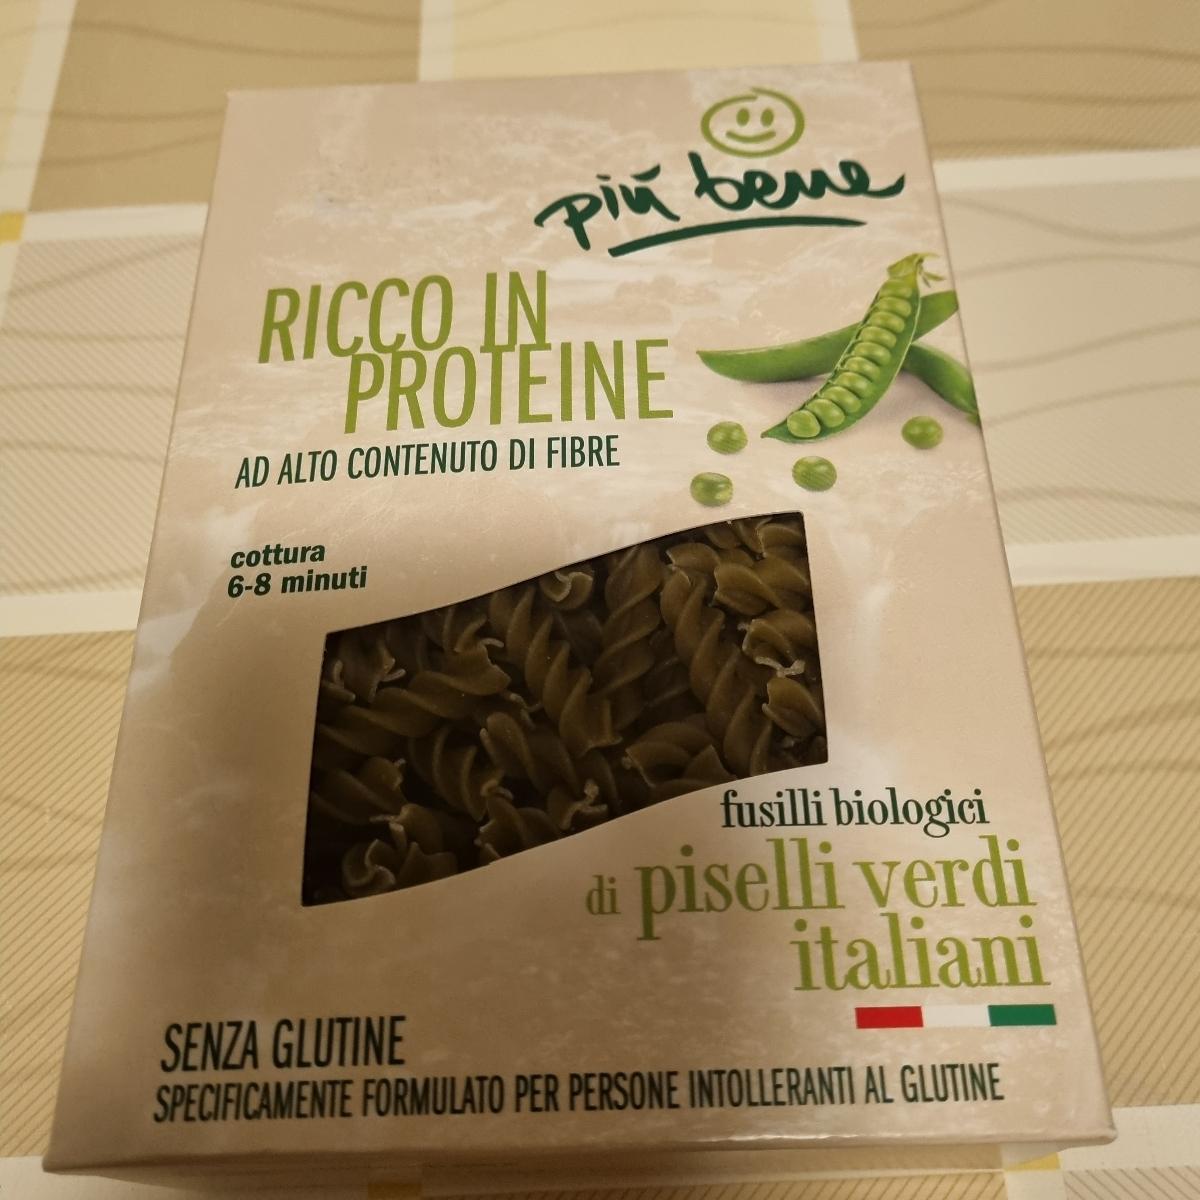 più bene
RICCO IN
PROTEINE
AD ALTO CONTENUTO DI FIBRE
cottura
6-8 minuti
fusilli biologici
di piselli verdi
italiani
SENZA GLUTINE
SPECIFICAMENTE FORMULATO PER PERSONE INTOLLERANTI AL GLUTINE